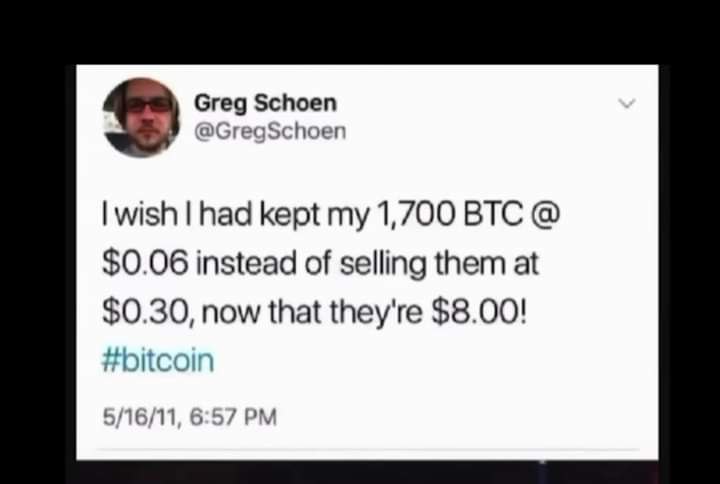 Greg Schoen
@GregSchoen
I wish I had kept my 1,700 BTC @
$0.06 instead of selling them at
$0.30, now that they're $8.00!
#bitcoin
5/16/11, 6:57 PM